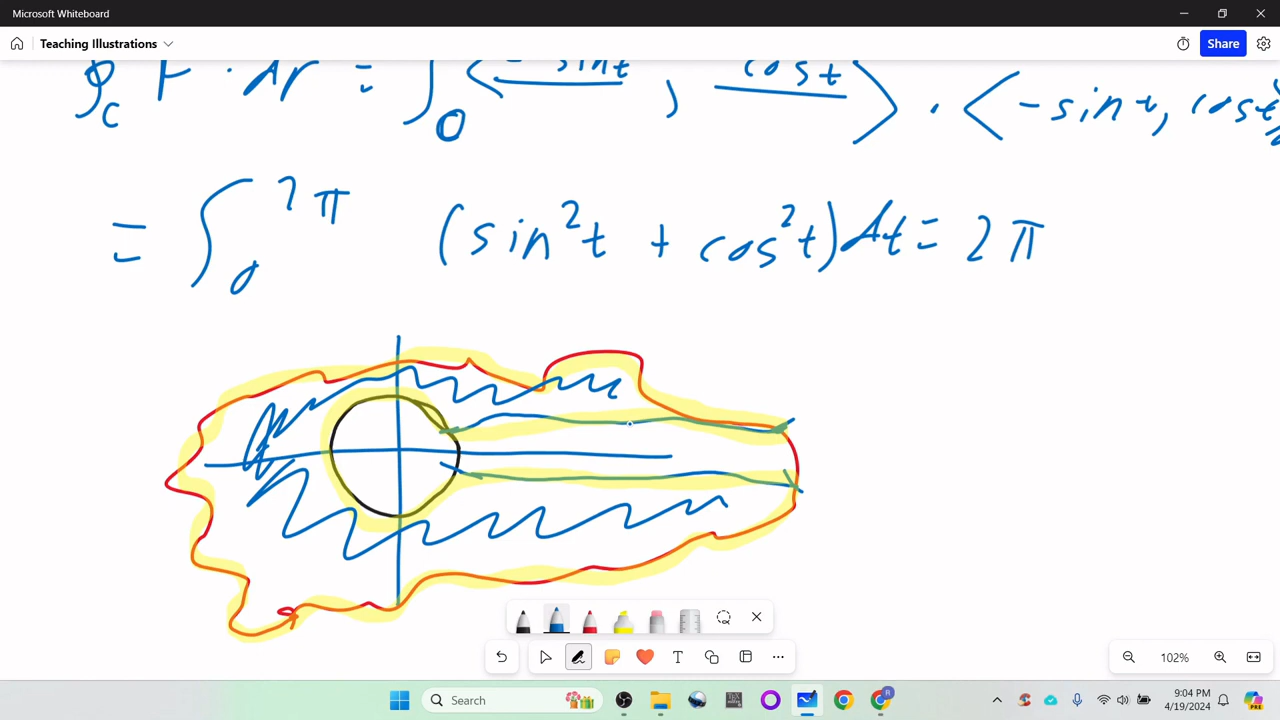 Microsoft Whiteboard
Teaching Illustrations
Share
∮_C F · dr = ∫_0 < -sin t , cos t > · < -sin t, cos t
= ∫_0^{2π} (sin²t + cos²t) dt = 2π
T
102%
Search
9:04 PM
4/19/2024